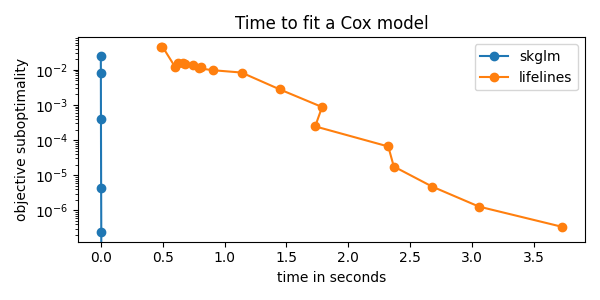 Time to fit a Cox model
skglm
lifelines
objective suboptimality
10⁻²
10⁻³
10⁻⁴
10⁻⁵
10⁻⁶
0.0 0.5 1.0 1.5 2.0 2.5 3.0 3.5
time in seconds